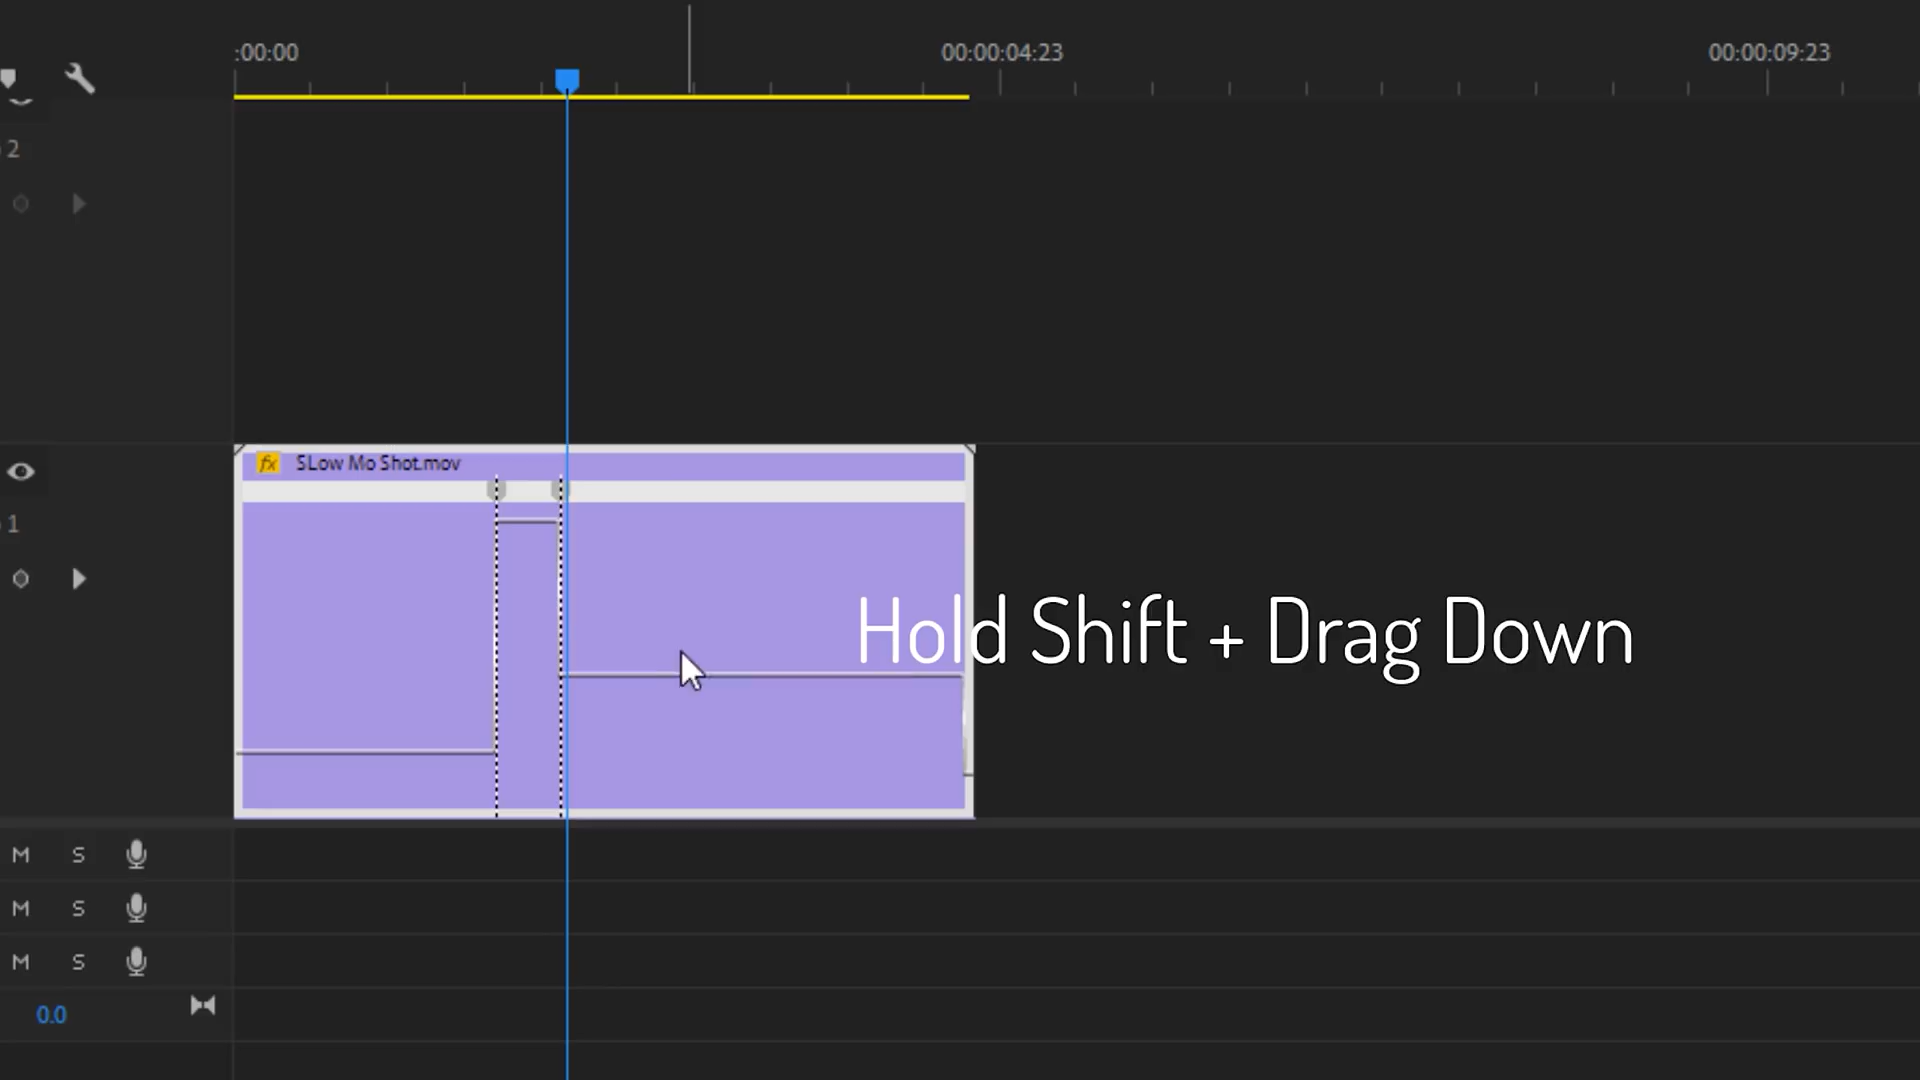 :00:00
00:00:04:23
00:00:09:23
2
fx SLow Mo Shot.mov
1
Hold Shift + Drag Down
M S
M S
M S
0.0